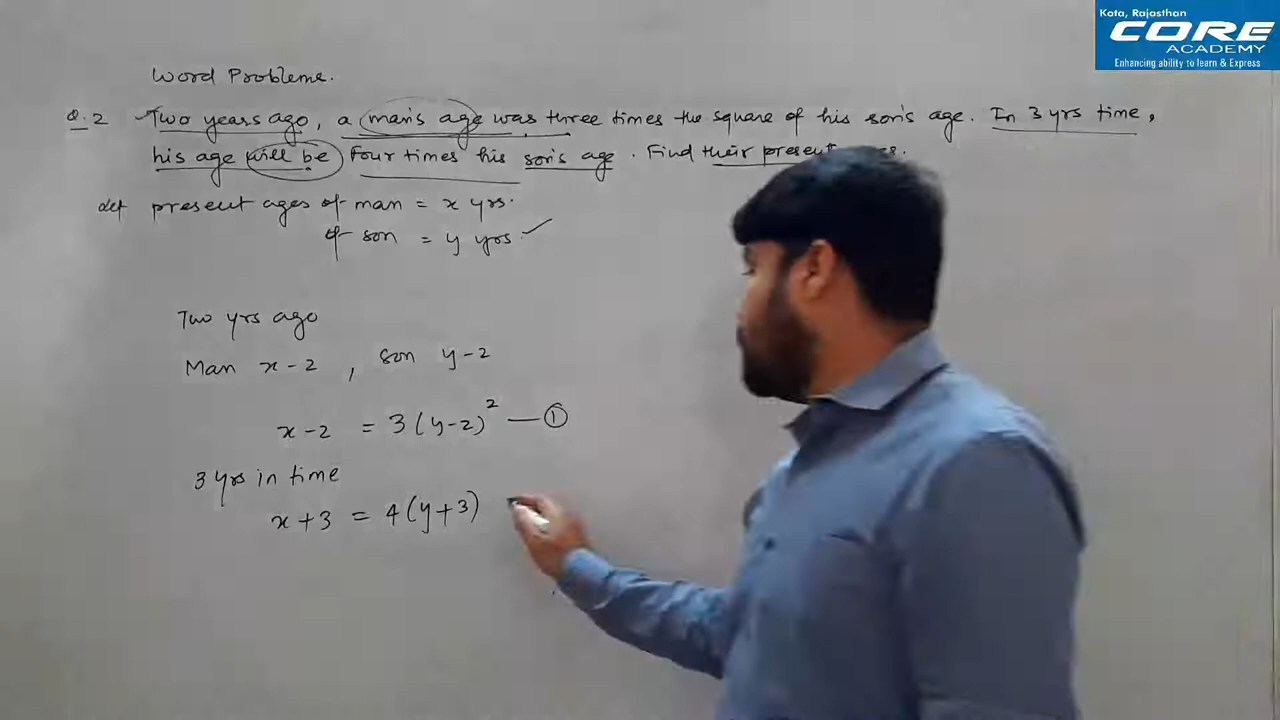 Kota, Rajasthan
CORE
ACADEMY
Enhancing ability to learn & Express
Word Probleme.
Q.2 Two years ago, a man's age was three times the square of his son's age. In 3 yrs time,
his age will be Four times his son's age. Find their present
let present ages of man = x yrs.
of son = y yrs. ✓
Two yrs ago
Man x-2 , son y-2
x-2 = 3(y-2)² —①
3 yrs in time
x+3 = 4(y+3)